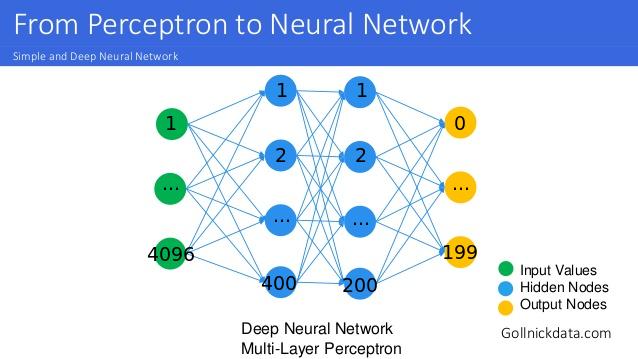 From Perceptron to Neural Network
Simple and Deep Neural Network
1 1
1 0
2 2
... ...
... ...
4096 199
400 200
Input Values
Hidden Nodes
Output Nodes
Deep Neural Network
Multi-Layer Perceptron
Gollnickdata.com